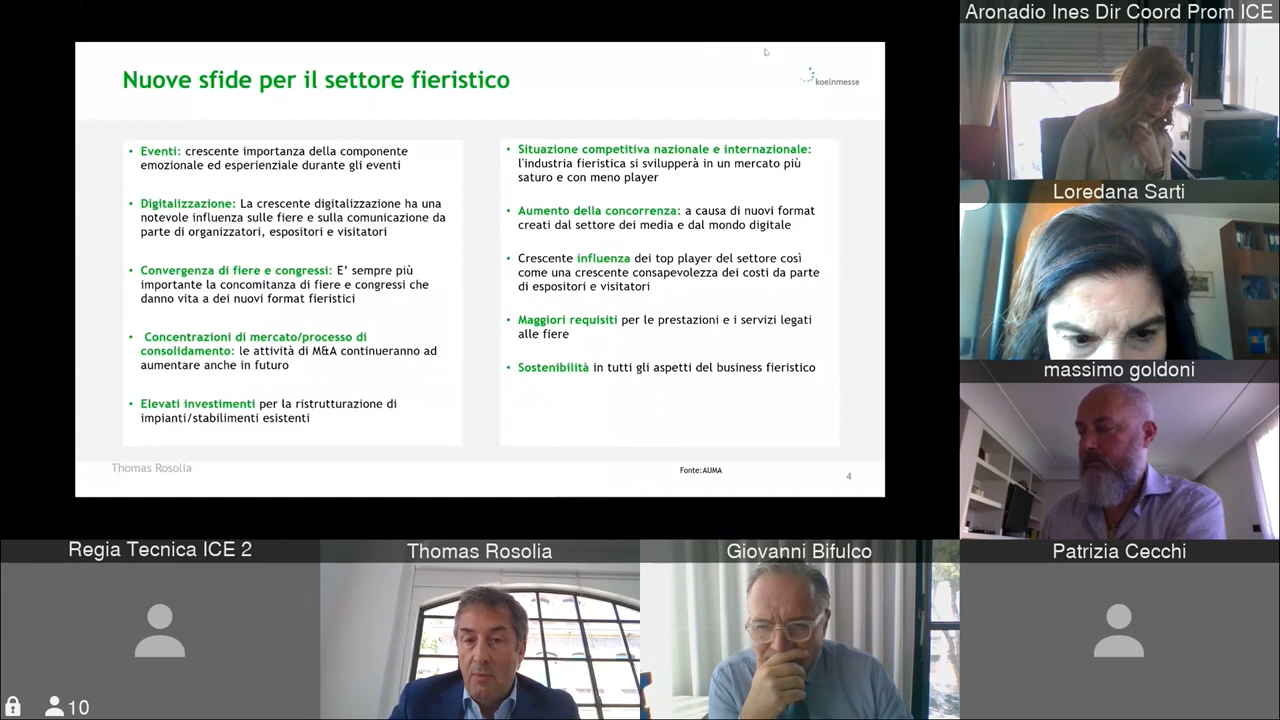 Aronadio Ines Dir Coord Prom ICE
Nuove sfide per il settore fieristico
koelnmesse
• Eventi: crescente importanza della componente
emozionale ed esperienziale durante gli eventi
• Digitalizzazione: La crescente digitalizzazione ha una
notevole influenza sulle fiere e sulla comunicazione da
parte di organizzatori, espositori e visitatori
• Convergenza di fiere e congressi: E' sempre più
importante la concomitanza di fiere e congressi che
danno vita a dei nuovi format fieristici
• Concentrazioni di mercato/processo di
consolidamento: le attività di M&A continueranno ad
aumentare anche in futuro
• Elevati investimenti per la ristrutturazione di
impianti/stabilimenti esistenti
• Situazione competitiva nazionale e internazionale:
l'industria fieristica si svilupperà in un mercato più
saturo e con meno player
• Aumento della concorrenza: a causa di nuovi format
creati dal settore dei media e dal mondo digitale
• Crescente influenza dei top player del settore così
come una crescente consapevolezza dei costi da parte
di espositori e visitatori
• Maggiori requisiti per le prestazioni e i servizi legati
alle fiere
• Sostenibilità in tutti gli aspetti del business fieristico
Thomas Rosolia
Fonte:AUMA
4
Loredana Sarti
massimo goldoni
Regia Tecnica ICE 2
Thomas Rosolia
Giovanni Bifulco
Patrizia Cecchi
10